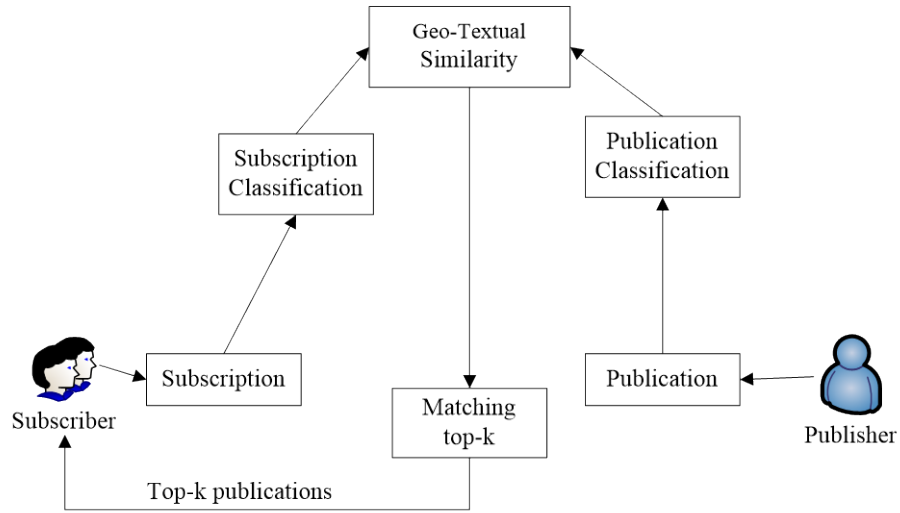 Geo-Textual
Similarity
Subscription
Classification
Publication
Classification
Subscription
Publication
Subscriber
Matching
top-k
Publisher
Top-k publications